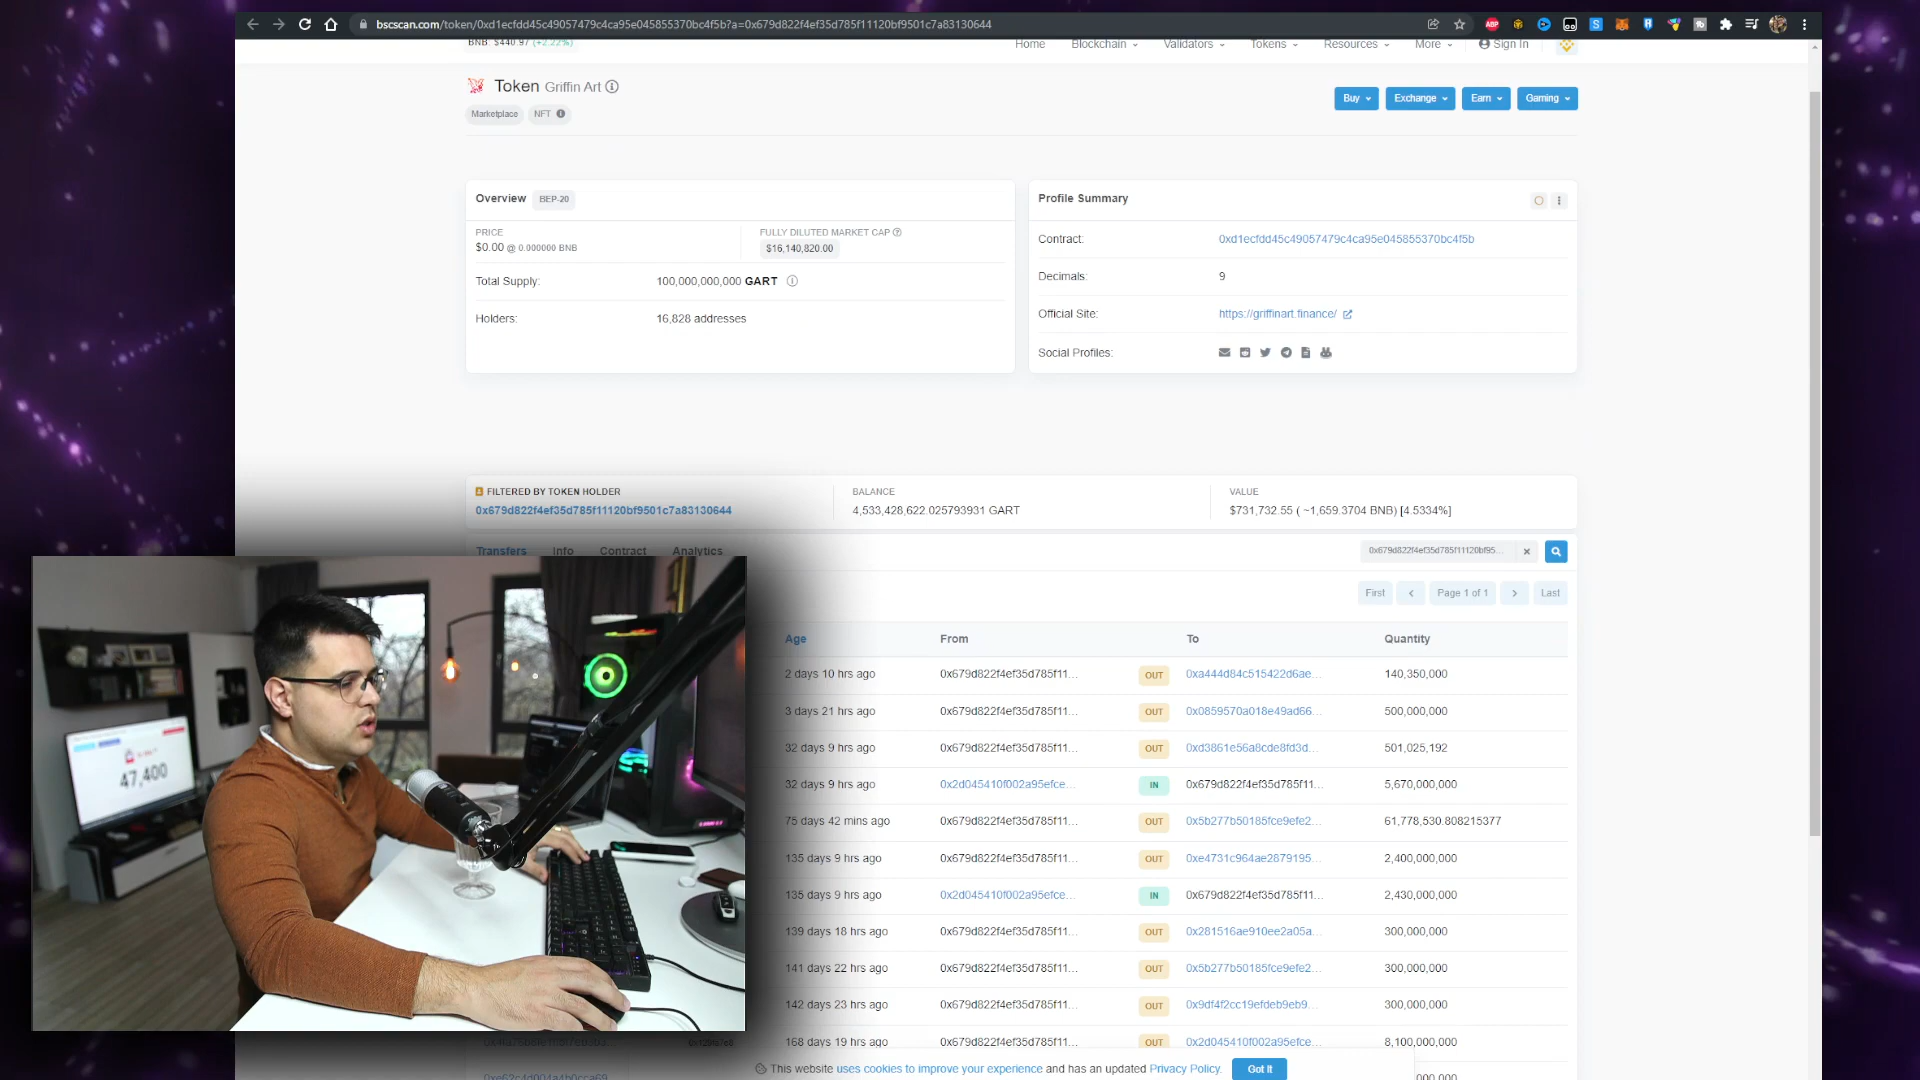 bscscan.com/token/0xd1ecfdd45c49057479c4ca95e045855370bc4f5b?a=0x679d822f4ef35d785f11120bf9501c7a83130644
BNB: $440.97 (+2.22%)
Home Blockchain Validators Tokens Resources More Sign In
Token Griffin Art
Buy Exchange Earn Gaming
Marketplace NFT
Overview BEP-20
PRICE
$0.00 @ 0.000000 BNB
FULLY DILUTED MARKET CAP
$16,140,820.00
Total Supply: 100,000,000,000 GART
Holders: 16,828 addresses
Profile Summary
Contract: 0xd1ecfdd45c49057479c4ca95e045855370bc4f5b
Decimals: 9
Official Site: https://griffinart.finance/
Social Profiles:
FILTERED BY TOKEN HOLDER
0x679d822f4ef35d785f11120bf9501c7a83130644
BALANCE
4,533,428,622.025793931 GART
VALUE
$731,732.55 ( ~1,659.3704 BNB) [4.5334%]
Transfers Info Contract Analytics
0x679d822f4ef35d785f11120bf95...
First Page 1 of 1 Last
Age From To Quantity
2 days 10 hrs ago 0x679d822f4ef35d785f11... OUT 0xa444d84c515422d6ae... 140,350,000
3 days 21 hrs ago 0x679d822f4ef35d785f11... OUT 0x0859570a018e49ad66... 500,000,000
32 days 9 hrs ago 0x679d822f4ef35d785f11... OUT 0xd3861e56a8cde8fd3d... 501,025,192
32 days 9 hrs ago 0x2d045410f002a95efce... IN 0x679d822f4ef35d785f11... 5,670,000,000
75 days 42 mins ago 0x679d822f4ef35d785f11... OUT 0x5b277b50185fce9efe2... 61,778,530.808215377
135 days 9 hrs ago 0x679d822f4ef35d785f11... OUT 0xe4731c964ae2879195... 2,400,000,000
135 days 9 hrs ago 0x2d045410f002a95efce... IN 0x679d822f4ef35d785f11... 2,430,000,000
139 days 18 hrs ago 0x679d822f4ef35d785f11... OUT 0x281516ae910ee2a05a... 300,000,000
141 days 22 hrs ago 0x679d822f4ef35d785f11... OUT 0x5b277b50185fce9efe2... 300,000,000
142 days 23 hrs ago 0x679d822f4ef35d785f11... OUT 0x9df4f2cc19efdeb9eb9... 300,000,000
168 days 19 hrs ago 0x679d822f4ef35d785f11... OUT 0x2d045410f002a95efce... 8,100,000,000
This website uses cookies to improve your experience and has an updated Privacy Policy. Got It
47,400